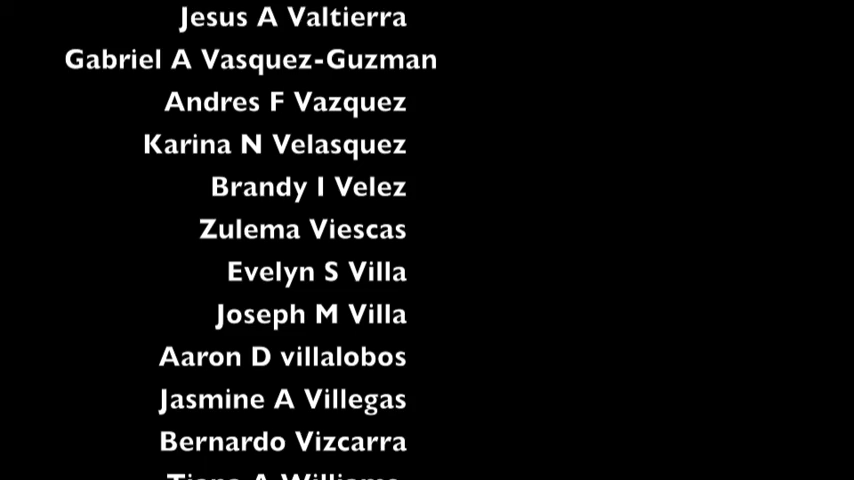 Jesus A Valtierra
Gabriel A Vasquez-Guzman
Andres F Vazquez
Karina N Velasquez
Brandy I Velez
Zulema Viescas
Evelyn S Villa
Joseph M Villa
Aaron D villalobos
Jasmine A Villegas
Bernardo Vizcarra